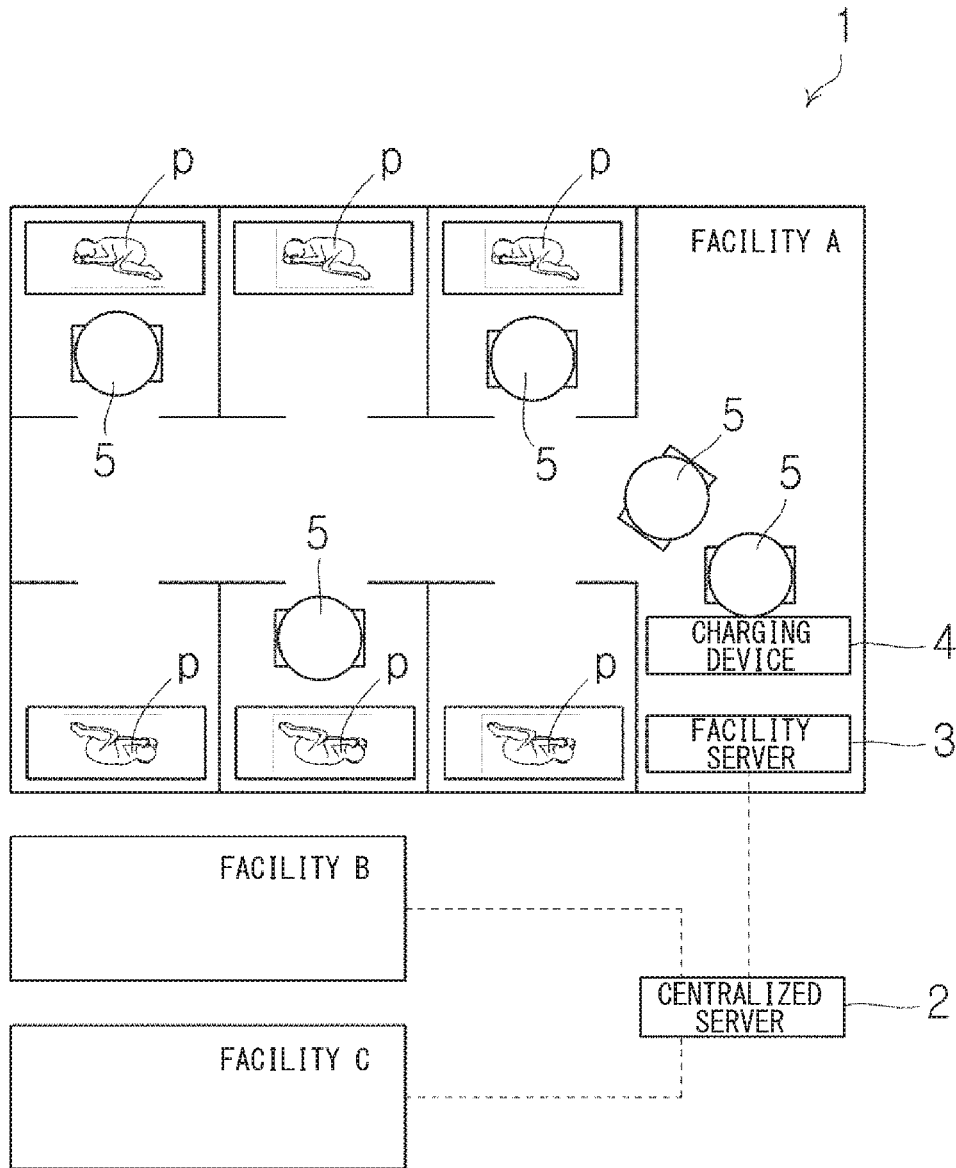 1
p p p
FACILITY A
5 5
5
5
5
CHARGING
DEVICE
4
p p p
FACILITY
SERVER
3
FACILITY B
CENTRALIZED
SERVER
2
FACILITY C